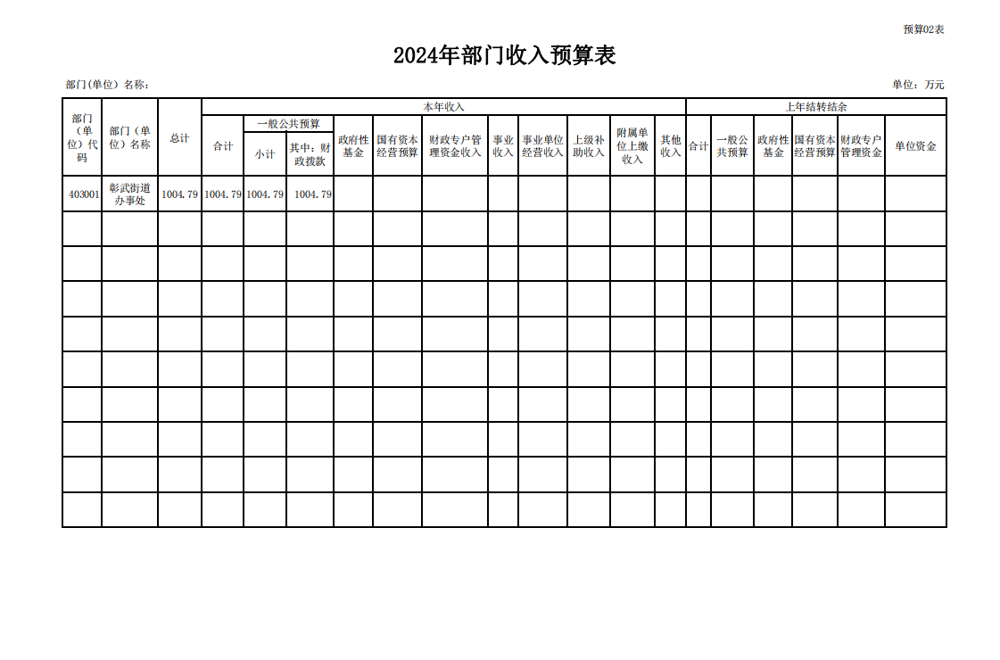 预算02表
2024年部门收入预算表
部门(单位)名称:
单位：万元
部门（单位）代码
部门（单位）名称
总计
本年收入
上年结转结余
合计
一般公共预算
小计
其中：财政拨款
政府性基金
国有资本经营预算
财政专户管理资金收入
事业收入
事业单位经营收入
上级补助收入
附属单位上缴收入
其他收入
合计
一般公共预算
政府性基金
国有资本经营预算
财政专户管理资金
单位资金
403001 彰武街道办事处 1004.79 1004.79 1004.79 1004.79